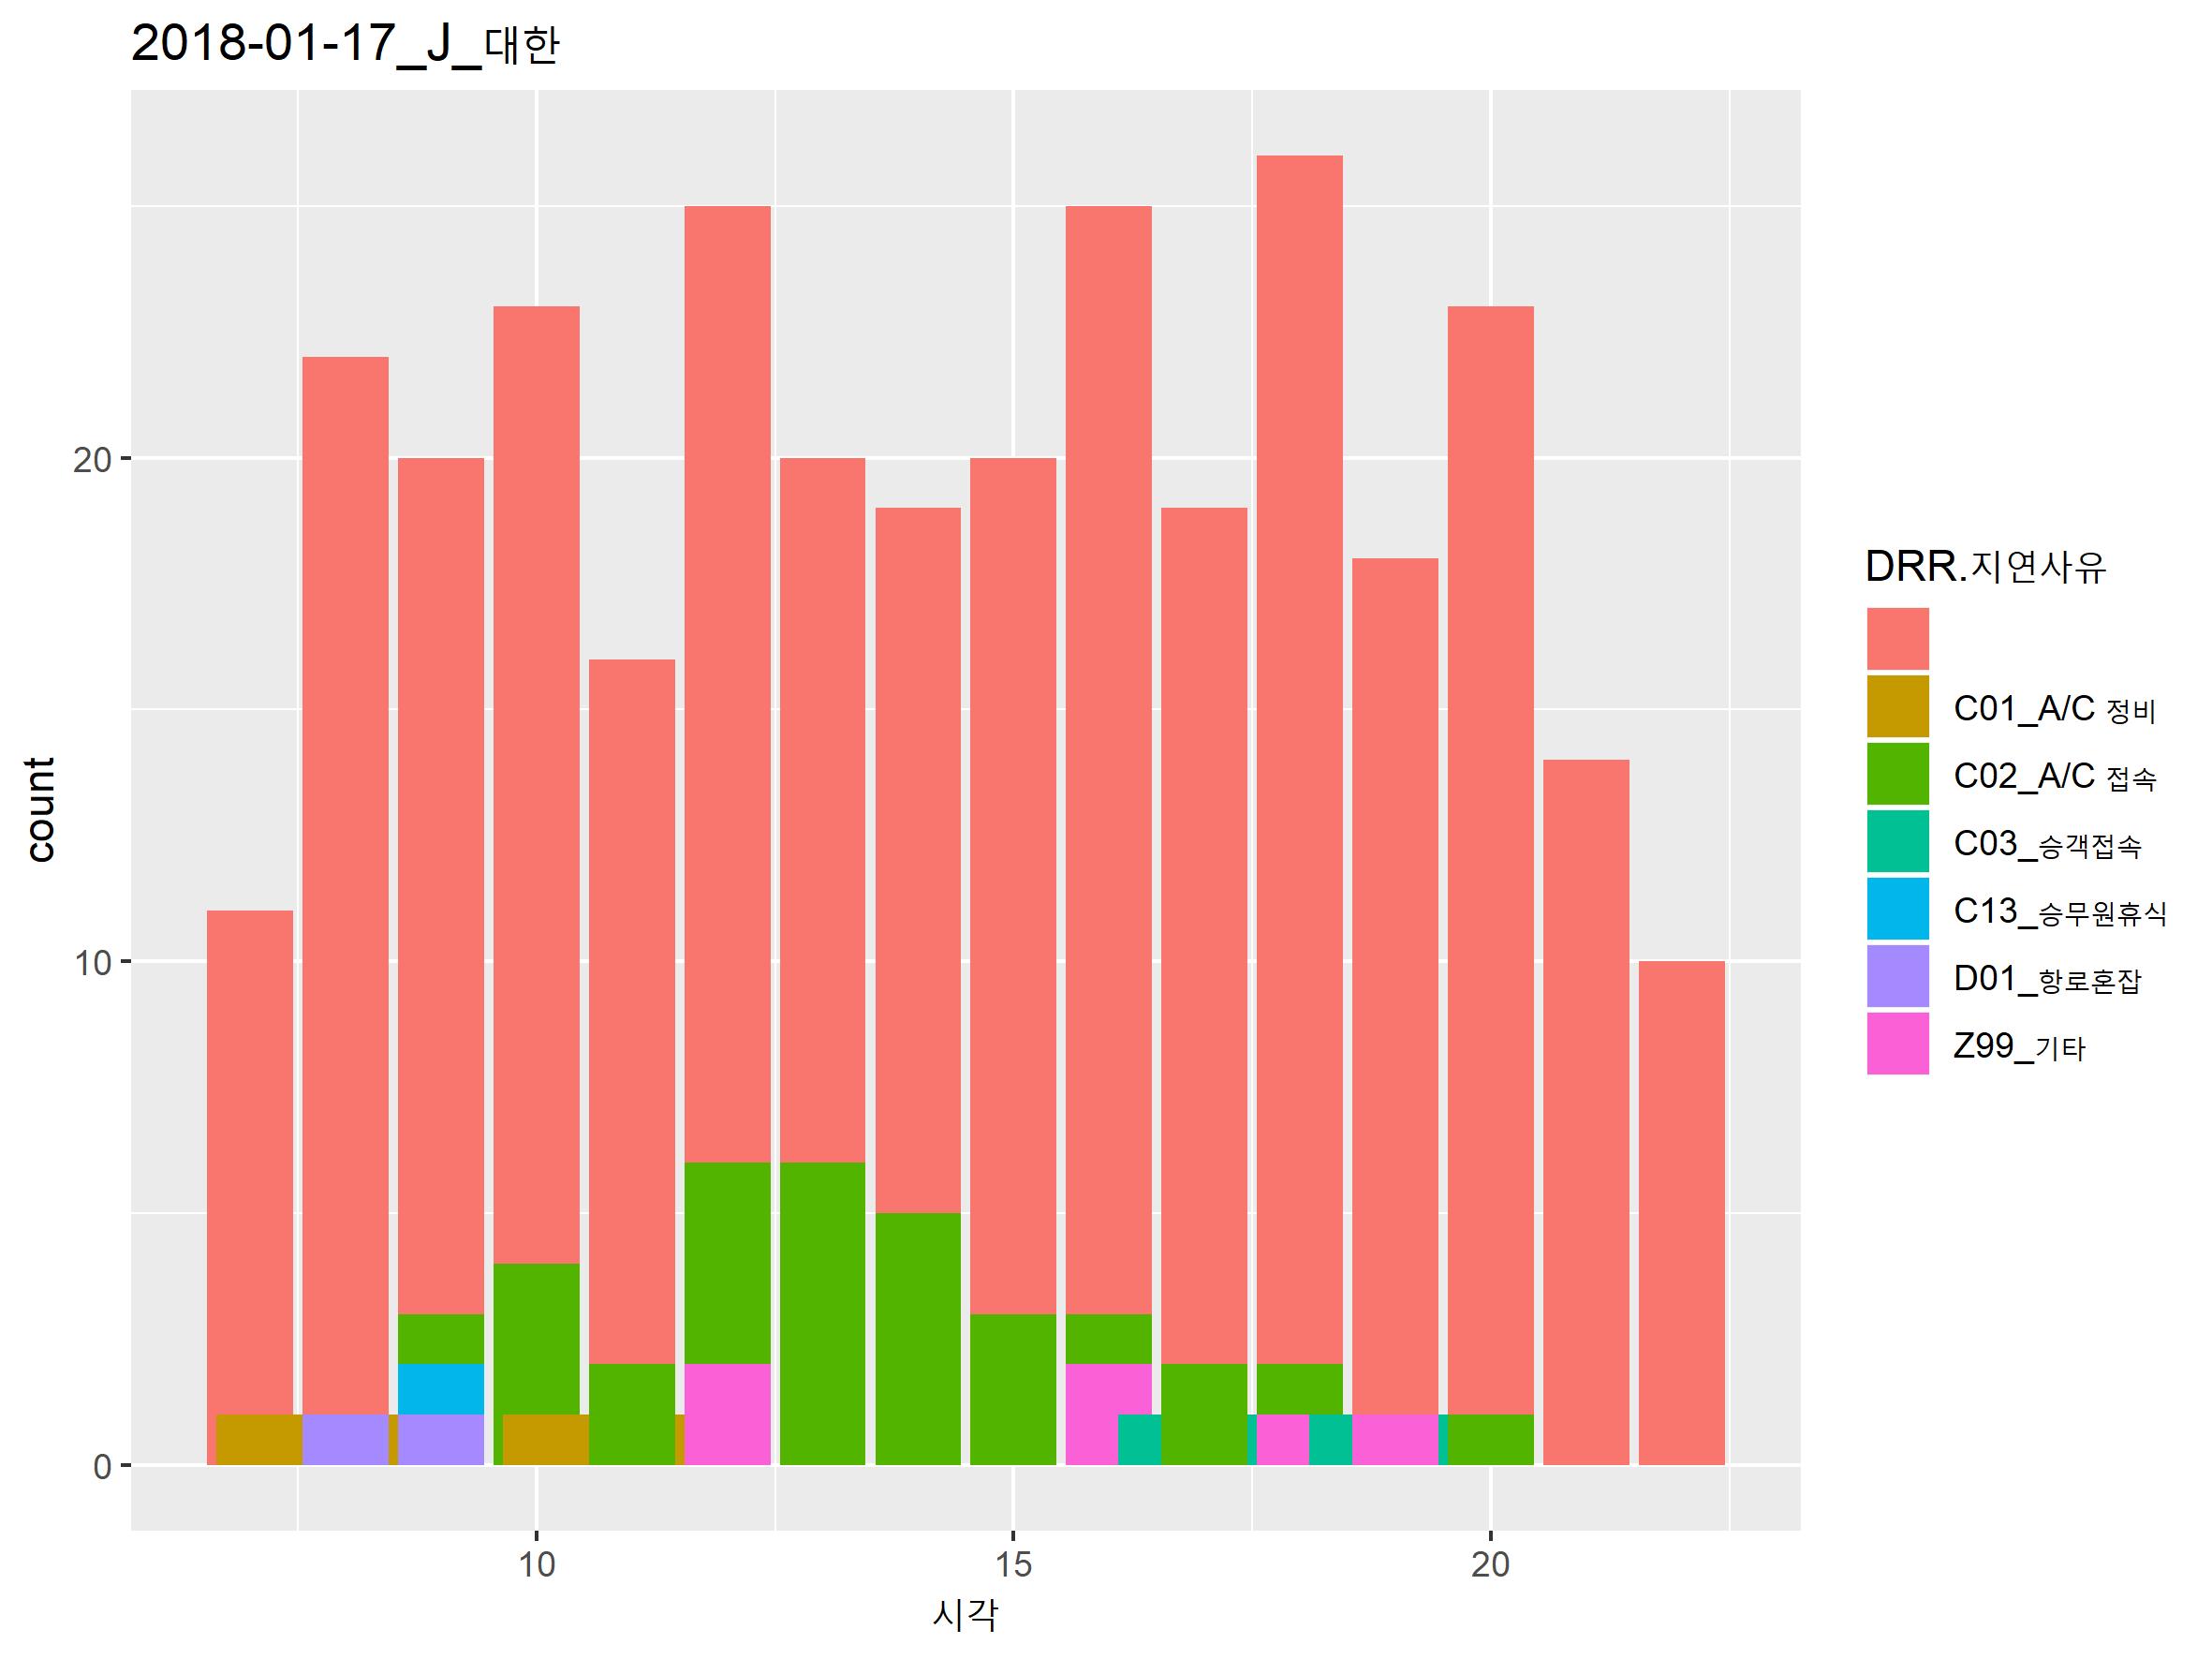 2018-01-17_J_대한
20
10
0
count
10 15 20
시각
DRR.지연사유
C01_A/C 정비
C02_A/C 접속
C03_승객접속
C13_승무원휴식
D01_항로혼잡
Z99_기타